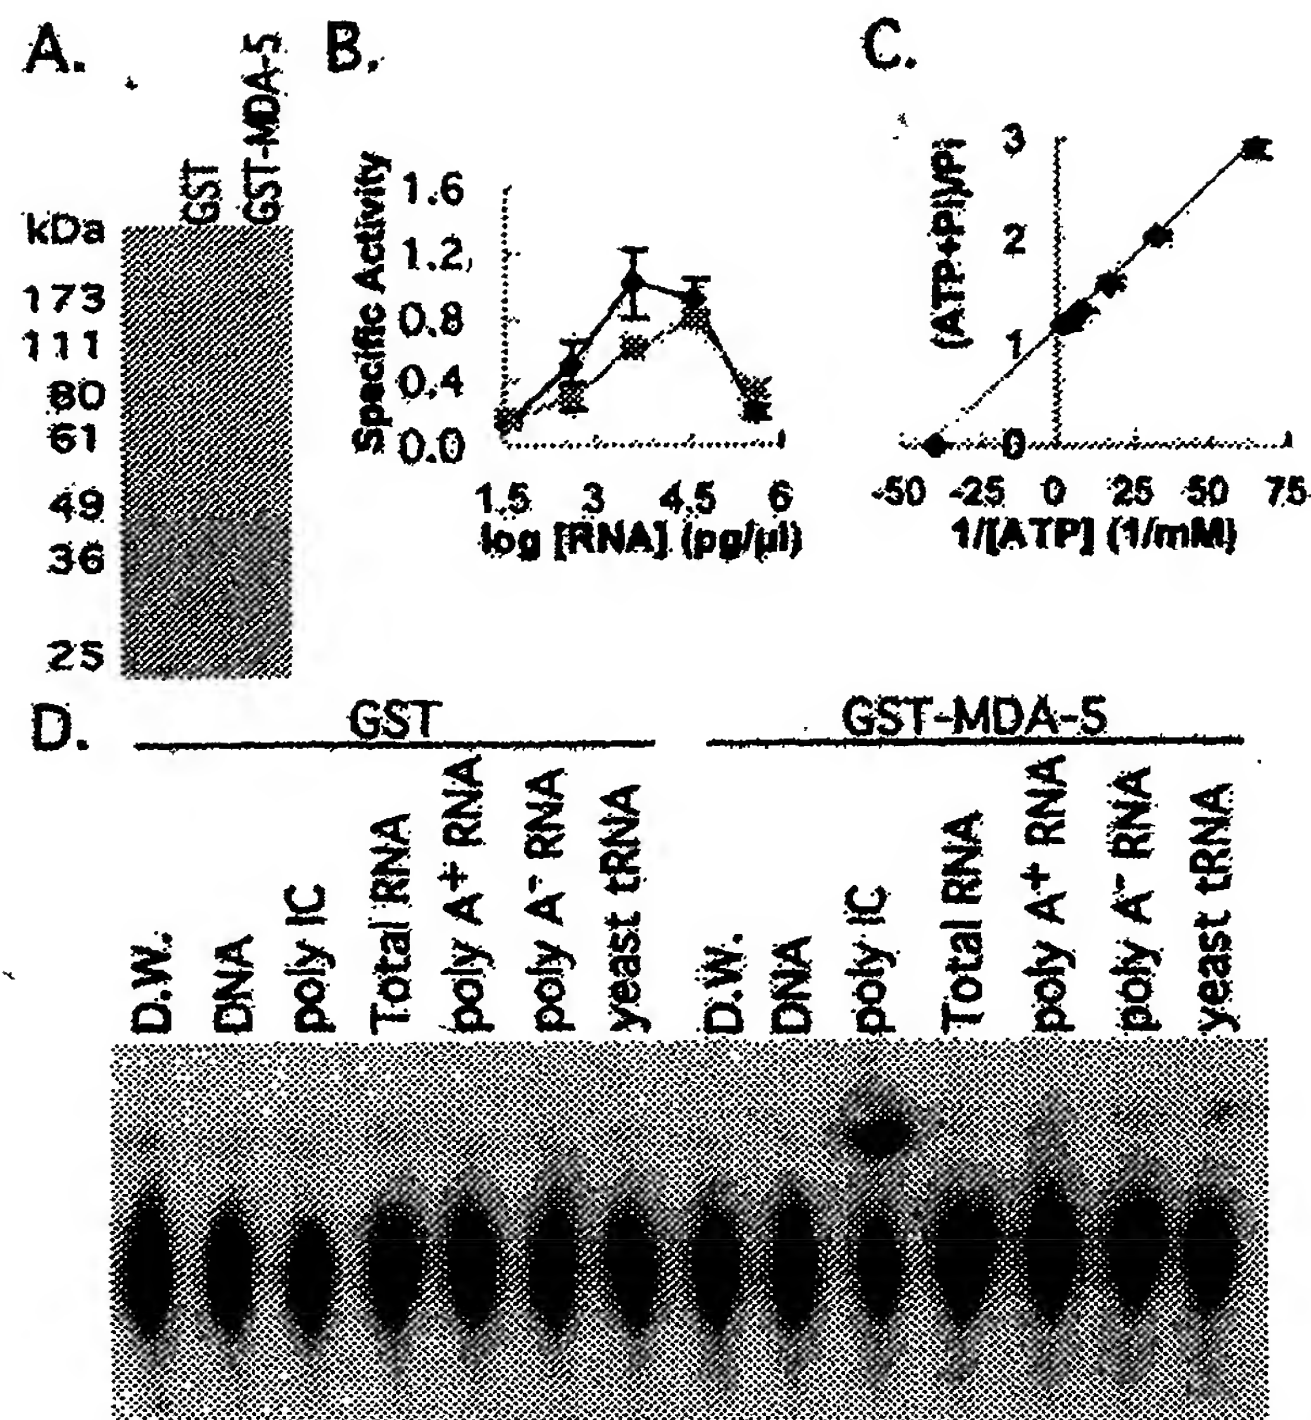 A.
GST
GST-MDA-5
kDa
173
111
80
61
49
36
25
B.
Specific Activity
1.6
1.2
0.8
0.4
0.0
1.5 3 4.5 6
log [RNA] (pg/µl)
C.
(ATP+Pi)/Pi
3
2
1
0
-50 -25 0 25 50 75
1/[ATP] (1/mM)
D.
GST GST-MDA-5
D.W. DNA poly IC Total RNA poly A+ RNA poly A- RNA yeast tRNA D.W. DNA poly IC Total RNA poly A+ RNA poly A- RNA yeast tRNA